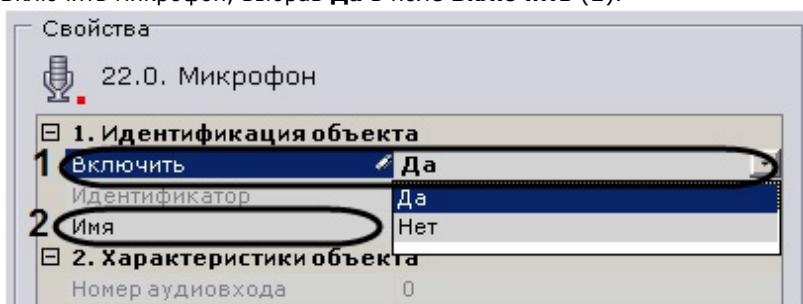 включить микрофон, выбрав Да в поле Включить (1).
Свойства
22.0. Микрофон
1. Идентификация объекта
1 Включить Да
Идентификатор Да
2 Имя Нет
2. Характеристики объекта
Номер аудиовхода 0